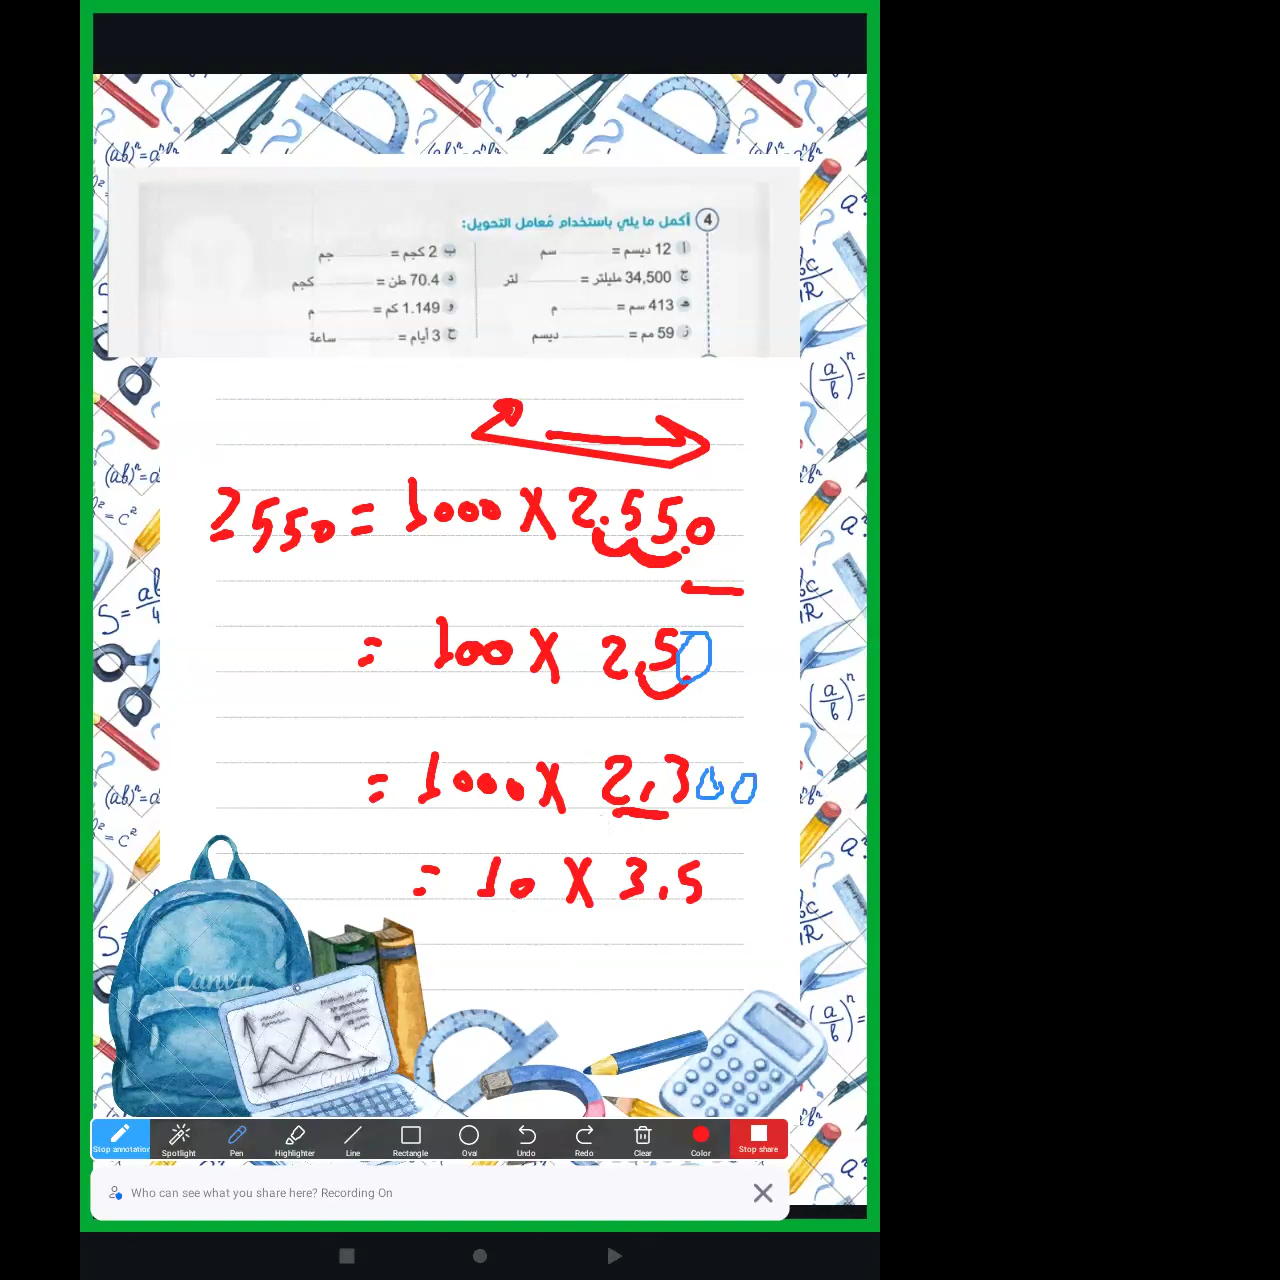 4 أكمل ما يلي باستخدام مُعامل التحويل:
أ 12 ديسم = ............ سم
ب 2 كجم = ............ جم
ج 34,500 مليلتر = ............ لتر
د 70.4 طن = ............ كجم
هـ 413 سم = ............ م
و 1.149 كم = ............ م
ز 59 مم = ............ ديسم
ح 3 أيام = ............ ساعة
2550 = 1000 X 2.550
= 100 X 2,50
= 1000 X 2,300
= 10 X 3.5
Canva
Canva
Stop annotation Spotlight Pen Highlighter Line Rectangle Oval Undo Redo Clear Color Stop share
Who can see what you share here? Recording On